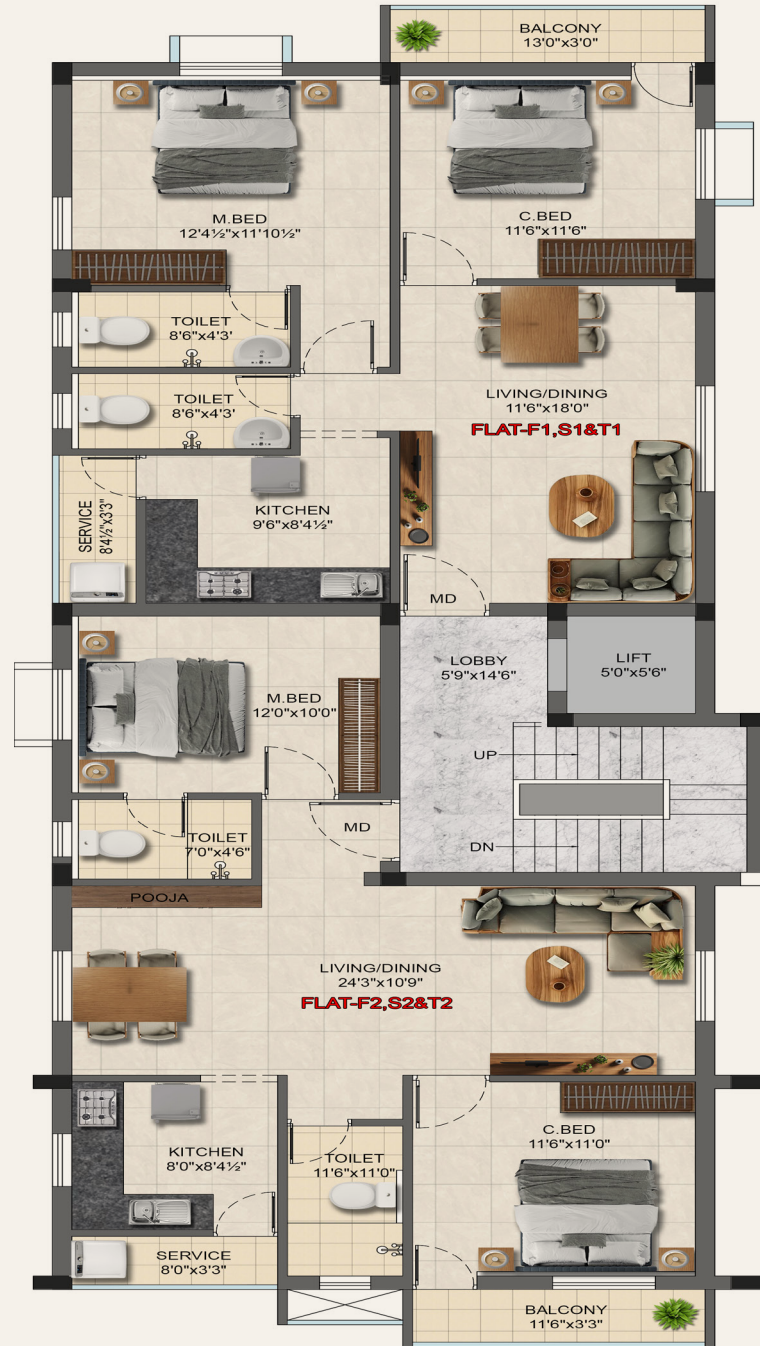 BALCONY
13'0"x3'0"
M.BED
12'4½"x11'10½"
C.BED
11'6"x11'6"
TOILET
8'6"x4'3'
TOILET
8'6"x4'3'
LIVING/DINING
11'6"x18'0"
FLAT-F1,S1&T1
SERVICE
8'4½"x3'3"
KITCHEN
9'6"x8'4½"
MD
LOBBY
5'9"x14'6"
LIFT
5'0"x5'6"
M.BED
12'0"x10'0"
UP
DN
MD
TOILET
7'0"x4'6"
POOJA
LIVING/DINING
24'3"x10'9"
FLAT-F2,S2&T2
KITCHEN
8'0"x8'4½"
TOILET
11'6"x11'0"
C.BED
11'6"x11'0"
SERVICE
8'0"x3'3"
BALCONY
11'6"x3'3"